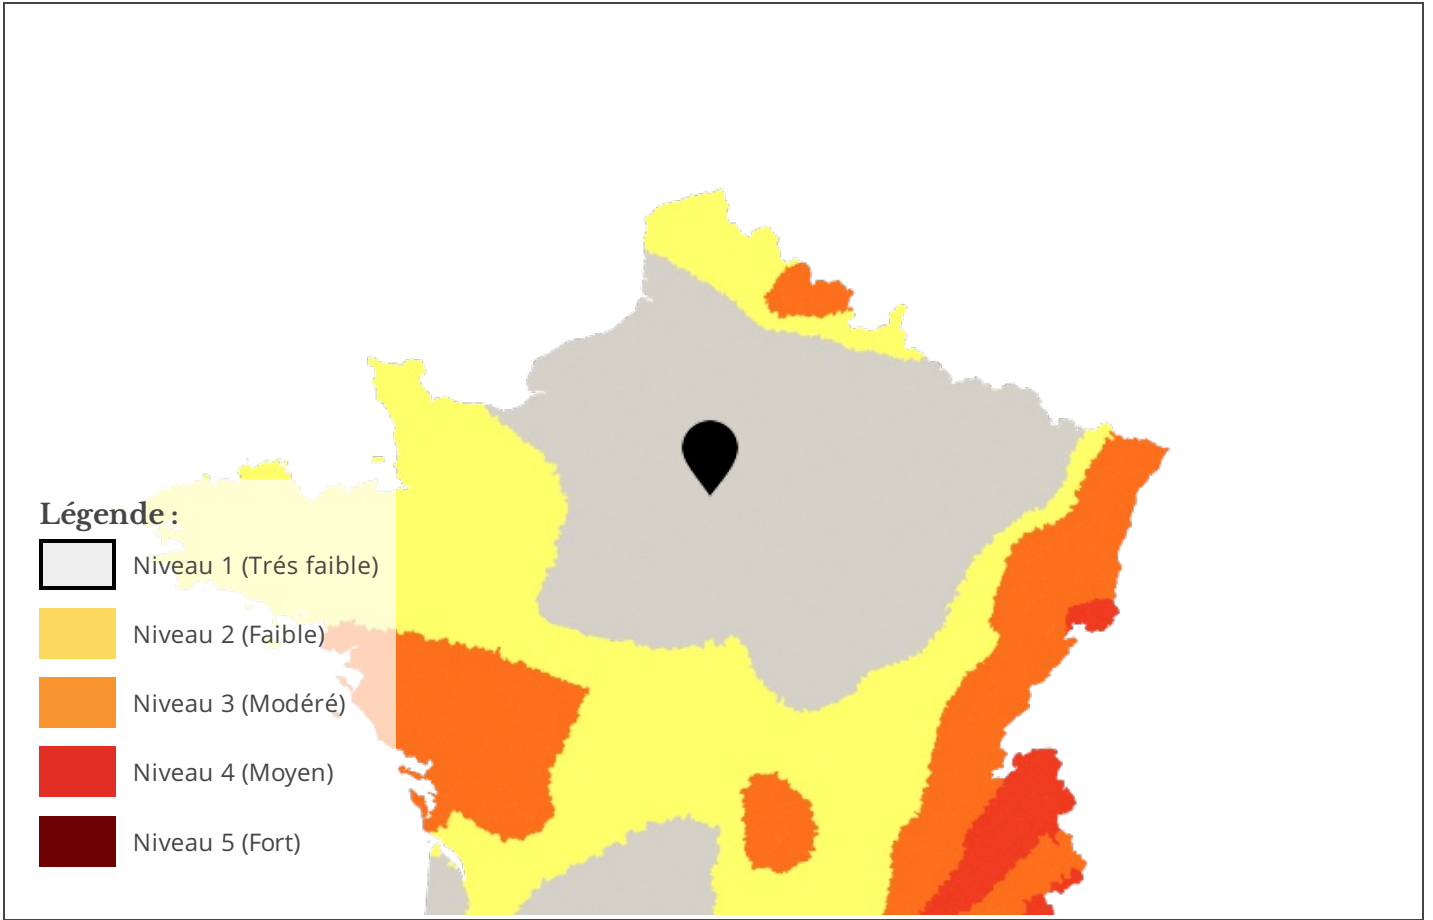 Légende :
Niveau 1 (Trés faible)
Niveau 2 (Faible)
Niveau 3 (Modéré)
Niveau 4 (Moyen)
Niveau 5 (Fort)